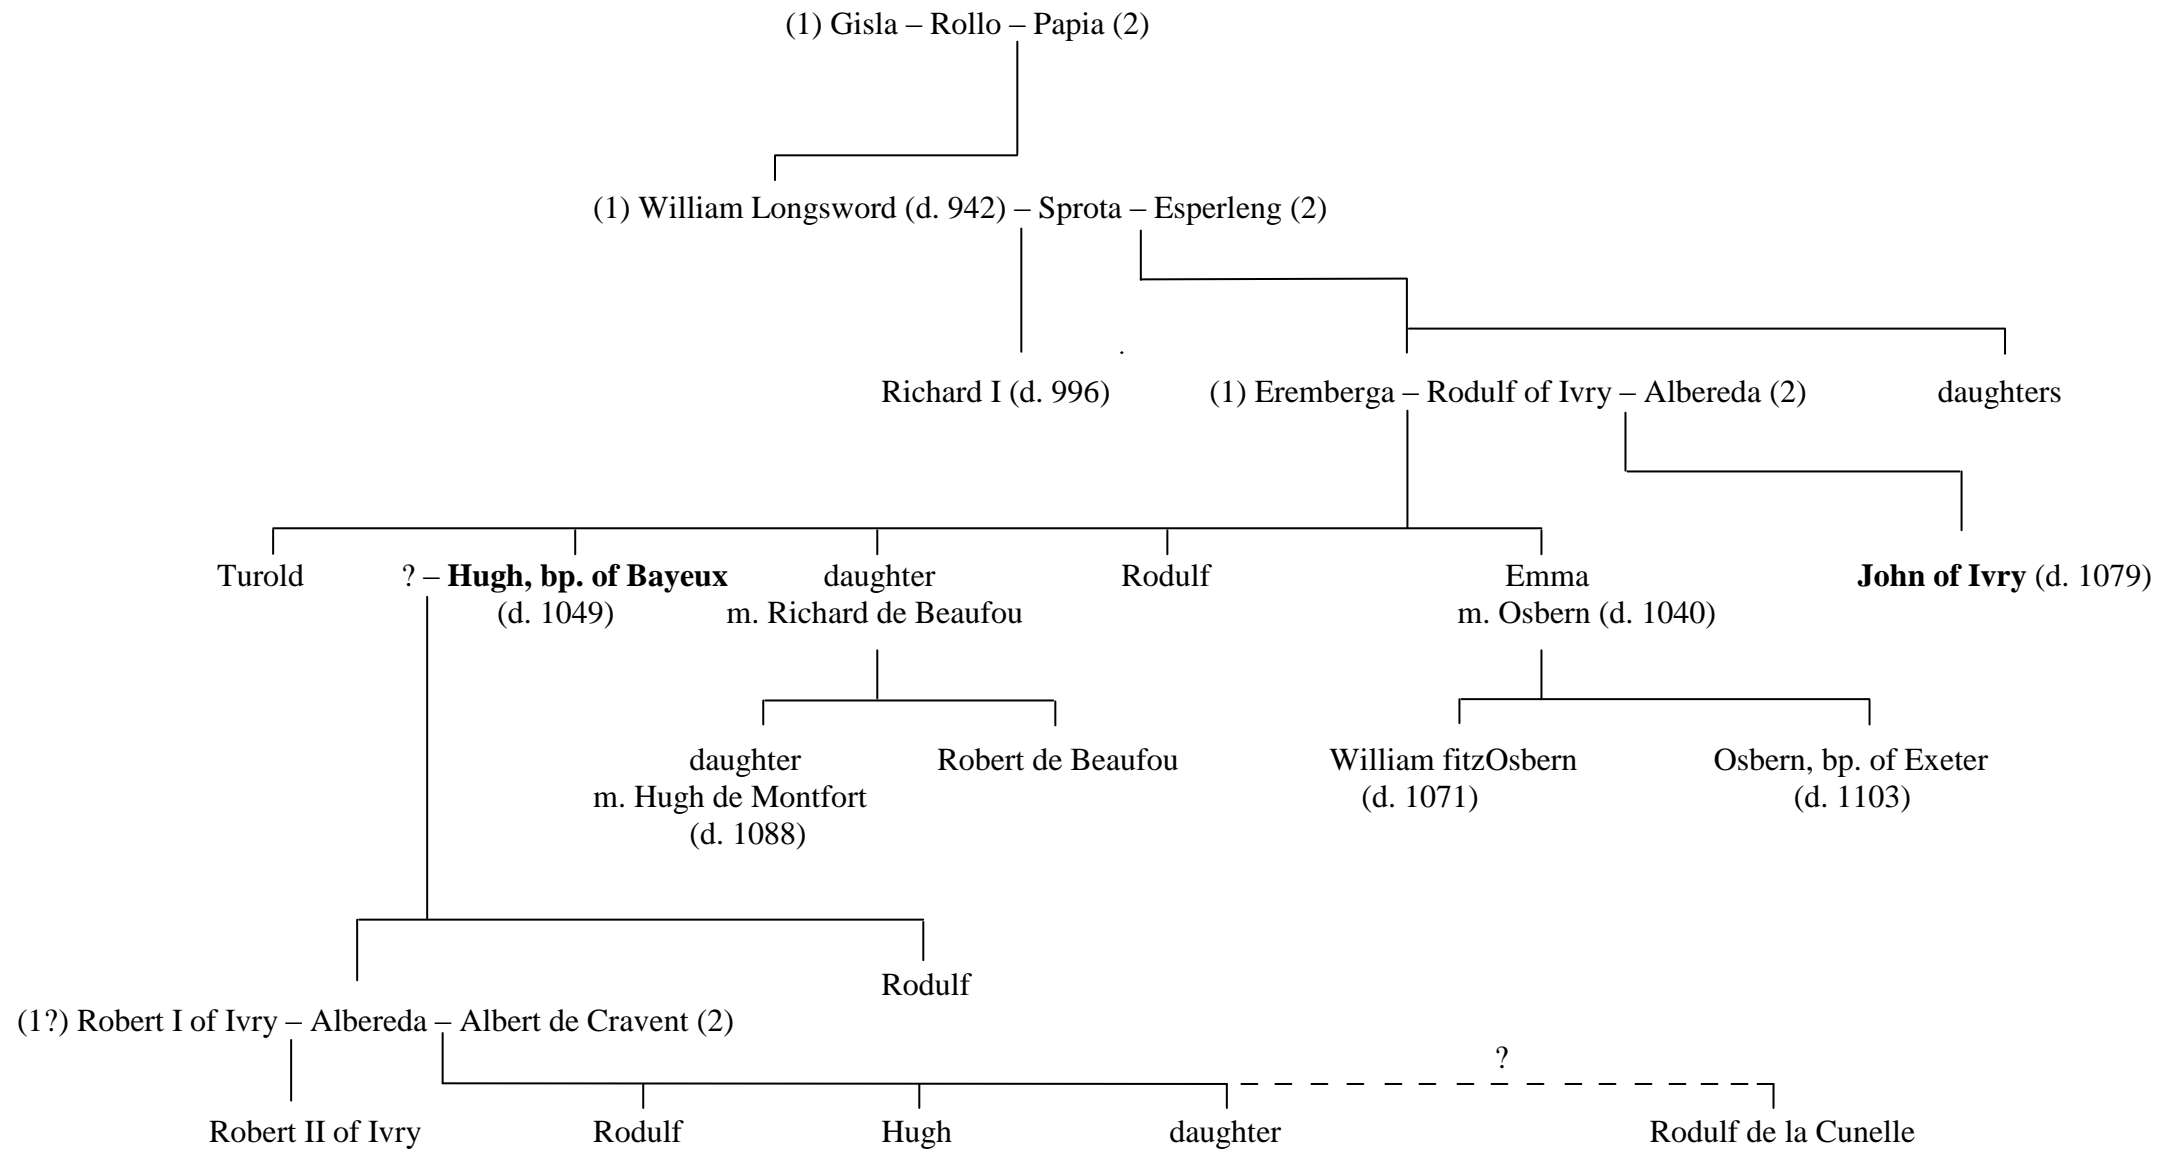 (1) Gisla – Rollo – Papia (2)
(1) William Longsword (d. 942) – Sprota – Esperleng (2)
Richard I (d. 996)
(1) Eremberga – Rodulf of Ivry – Albereda (2)
daughters
Turold
? – Hugh, bp. of Bayeux
(d. 1049)
daughter
m. Richard de Beaufou
Rodulf
Emma
m. Osbern (d. 1040)
John of Ivry (d. 1079)
daughter
m. Hugh de Montfort
(d. 1088)
Robert de Beaufou
William fitzOsbern
(d. 1071)
Osbern, bp. of Exeter
(d. 1103)
Rodulf
(1?) Robert I of Ivry – Albereda – Albert de Cravent (2)
?
Robert II of Ivry
Rodulf
Hugh
daughter
Rodulf de la Cunelle